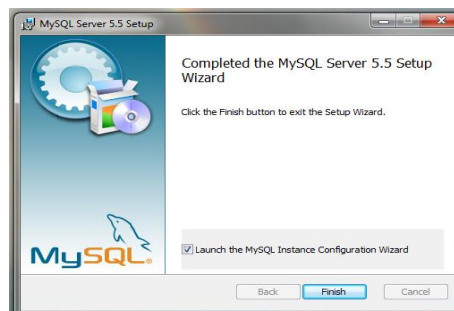 MySQL Server 5.5 Setup
Completed the MySQL Server 5.5 Setup
Wizard
Click the Finish button to exit the Setup Wizard.
MySQL®
Launch the MySQL Instance Configuration Wizard
Back
Finish
Cancel